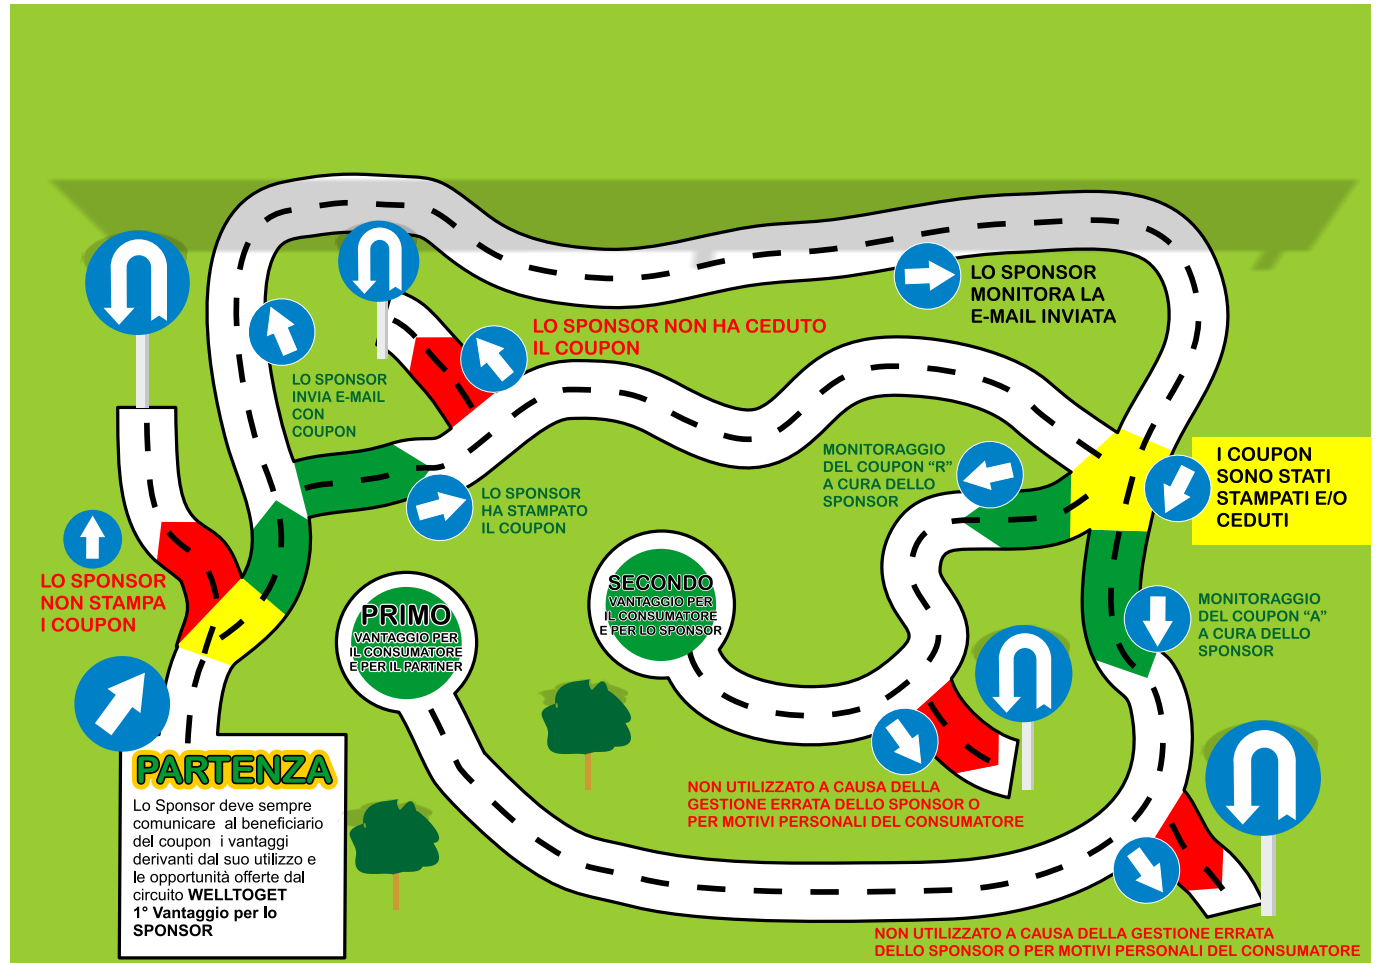 LO SPONSOR
MONITORA LA
E-MAIL INVIATA
LO SPONSOR NON HA CEDUTO
IL COUPON
LO SPONSOR
INVIA E-MAIL
CON
COUPON
MONITORAGGIO
DEL COUPON “R”
A CURA DELLO
SPONSOR
I COUPON
SONO STATI
STAMPATI E/O
CEDUTI
LO SPONSOR
HA STAMPATO
IL COUPON
LO SPONSOR
NON STAMPA
I COUPON
PRIMO
VANTAGGIO PER
IL CONSUMATORE
E PER IL PARTNER
SECONDO
VANTAGGIO PER
IL CONSUMATORE
E PER LO SPONSOR
MONITORAGGIO
DEL COUPON “A”
A CURA DELLO
SPONSOR
PARTENZA
Lo Sponsor deve sempre
comunicare al beneficiario
del coupon i vantaggi
derivanti dal suo utilizzo e
le opportunità offerte dal
circuito WELLTOGET
1° Vantaggio per lo
SPONSOR
NON UTILIZZATO A CAUSA DELLA
GESTIONE ERRATA DELLO SPONSOR O
PER MOTIVI PERSONALI DEL CONSUMATORE
NON UTILIZZATO A CAUSA DELLA GESTIONE ERRATA
DELLO SPONSOR O PER MOTIVI PERSONALI DEL CONSUMATORE